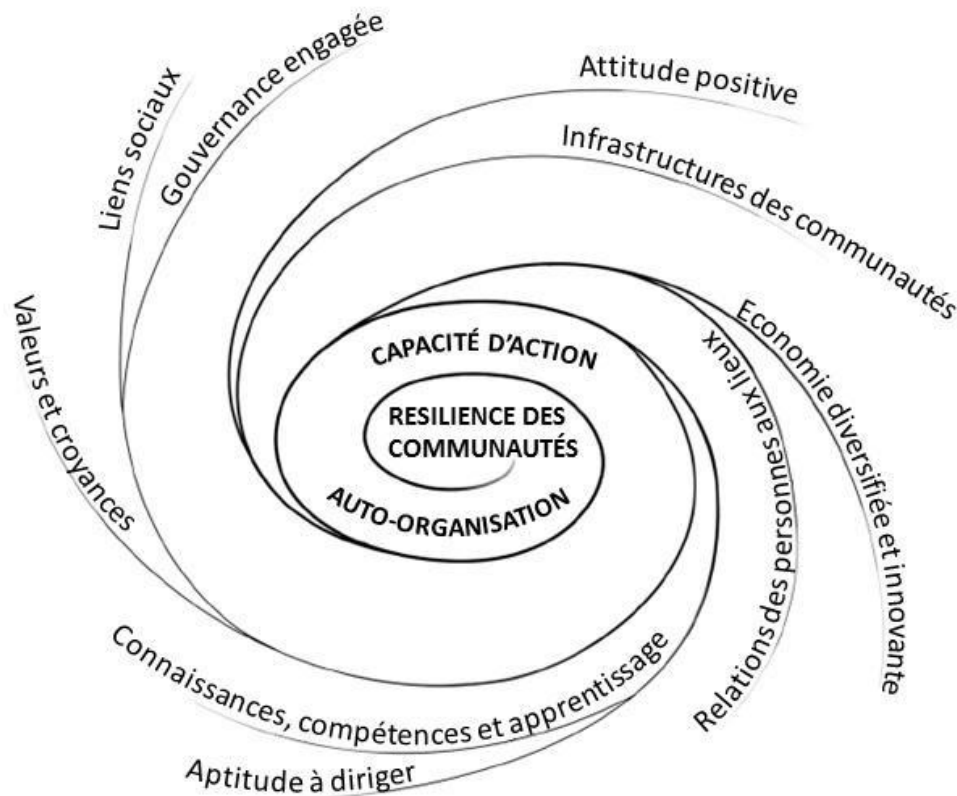 Liens sociaux
Gouvernance engagée
Attitude positive
Infrastructures des communautés
Valeurs et croyances
CAPACITÉ D'ACTION
RESILIENCE DES
COMMUNAUTÉS
AUTO-ORGANISATION
Economie diversifiée et innovante
Relations des personnes aux lieux
Connaissances, compétences et apprentissage
Aptitude à diriger